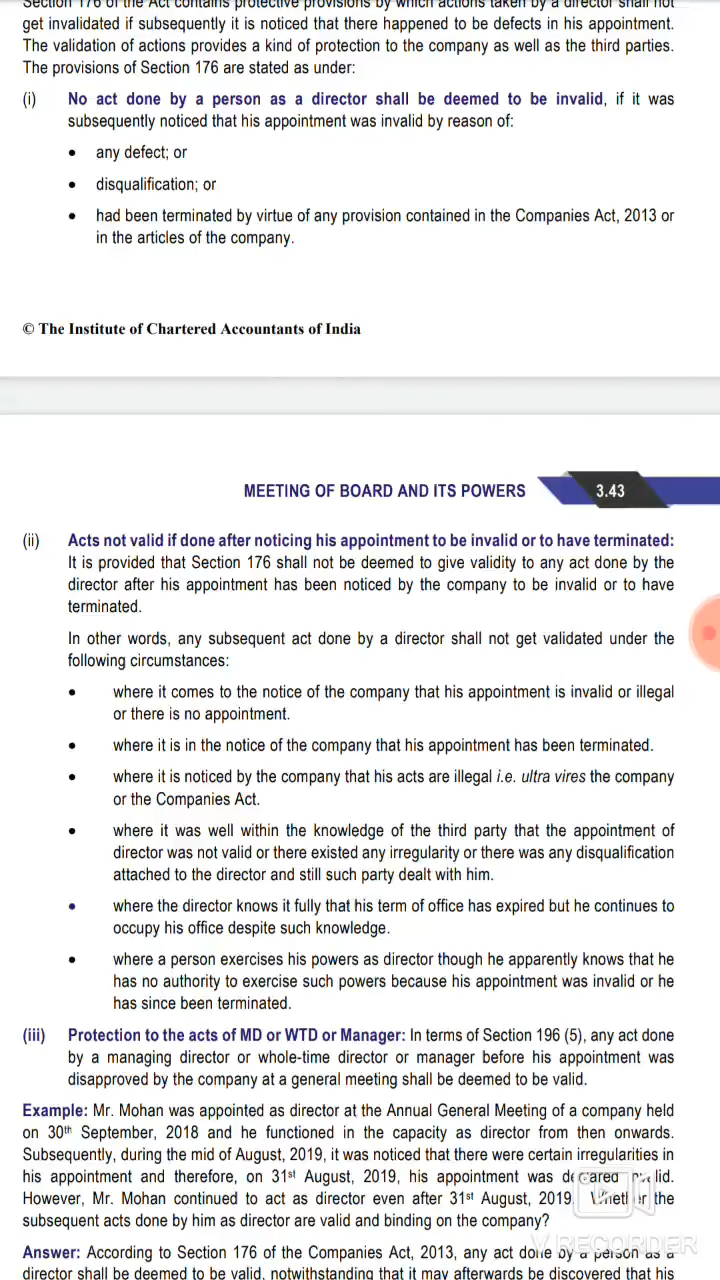 Section 176 of the Act contains protective provisions by which actions taken by a director shall not
get invalidated if subsequently it is noticed that there happened to be defects in his appointment.
The validation of actions provides a kind of protection to the company as well as the third parties.
The provisions of Section 176 are stated as under:
(i) No act done by a person as a director shall be deemed to be invalid, if it was
subsequently noticed that his appointment was invalid by reason of:
• any defect; or
• disqualification; or
• had been terminated by virtue of any provision contained in the Companies Act, 2013 or
in the articles of the company.
© The Institute of Chartered Accountants of India
MEETING OF BOARD AND ITS POWERS 3.43
(ii) Acts not valid if done after noticing his appointment to be invalid or to have terminated:
It is provided that Section 176 shall not be deemed to give validity to any act done by the
director after his appointment has been noticed by the company to be invalid or to have
terminated.
In other words, any subsequent act done by a director shall not get validated under the
following circumstances:
• where it comes to the notice of the company that his appointment is invalid or illegal
or there is no appointment.
• where it is in the notice of the company that his appointment has been terminated.
• where it is noticed by the company that his acts are illegal i.e. ultra vires the company
or the Companies Act.
• where it was well within the knowledge of the third party that the appointment of
director was not valid or there existed any irregularity or there was any disqualification
attached to the director and still such party dealt with him.
• where the director knows it fully that his term of office has expired but he continues to
occupy his office despite such knowledge.
• where a person exercises his powers as director though he apparently knows that he
has no authority to exercise such powers because his appointment was invalid or he
has since been terminated.
(iii) Protection to the acts of MD or WTD or Manager: In terms of Section 196 (5), any act done
by a managing director or whole-time director or manager before his appointment was
disapproved by the company at a general meeting shall be deemed to be valid.
Example: Mr. Mohan was appointed as director at the Annual General Meeting of a company held
on 30th September, 2018 and he functioned in the capacity as director from then onwards.
Subsequently, during the mid of August, 2019, it was noticed that there were certain irregularities in
his appointment and therefore, on 31st August, 2019, his appointment was declared invalid.
However, Mr. Mohan continued to act as director even after 31st August, 2019. Whether the
subsequent acts done by him as director are valid and binding on the company?
V RECORDER
Answer: According to Section 176 of the Companies Act, 2013, any act done by a person as a
director shall be deemed to be valid, notwithstanding that it may afterwards be discovered that his